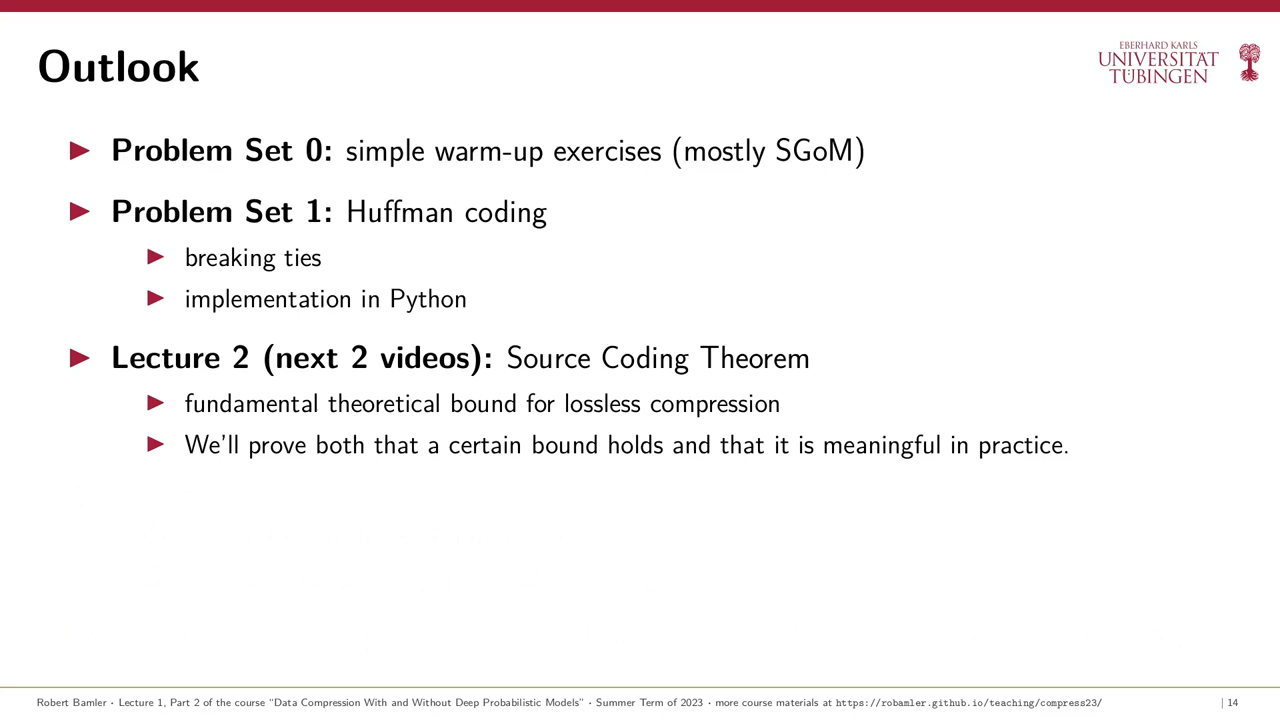 Outlook
EBERHARD KARLS
UNIVERSITÄT
TÜBINGEN
Problem Set 0: simple warm-up exercises (mostly SGoM)
Problem Set 1: Huffman coding
breaking ties
implementation in Python
Lecture 2 (next 2 videos): Source Coding Theorem
fundamental theoretical bound for lossless compression
We'll prove both that a certain bound holds and that it is meaningful in practice.
Robert Bamler · Lecture 1, Part 2 of the course “Data Compression With and Without Deep Probabilistic Models” · Summer Term of 2023 · more course materials at https://robamler.github.io/teaching/compress23/ | 14